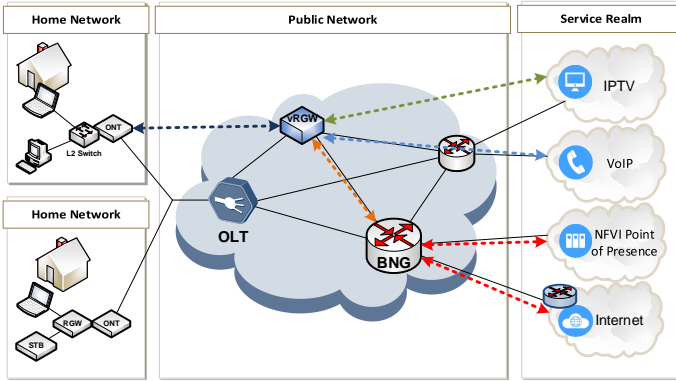 Home Network
Public Network
Service Realm
vRGW
IPTV
ONT
L2 Switch
VoIP
Home Network
OLT
NFVI Point
of Presence
BNG
RGW
ONT
Internet
STB